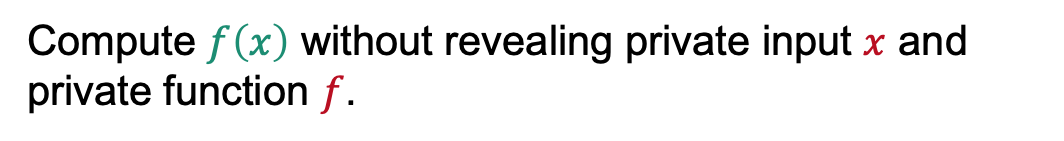 Compute f(x) without revealing private input x and
private function f.